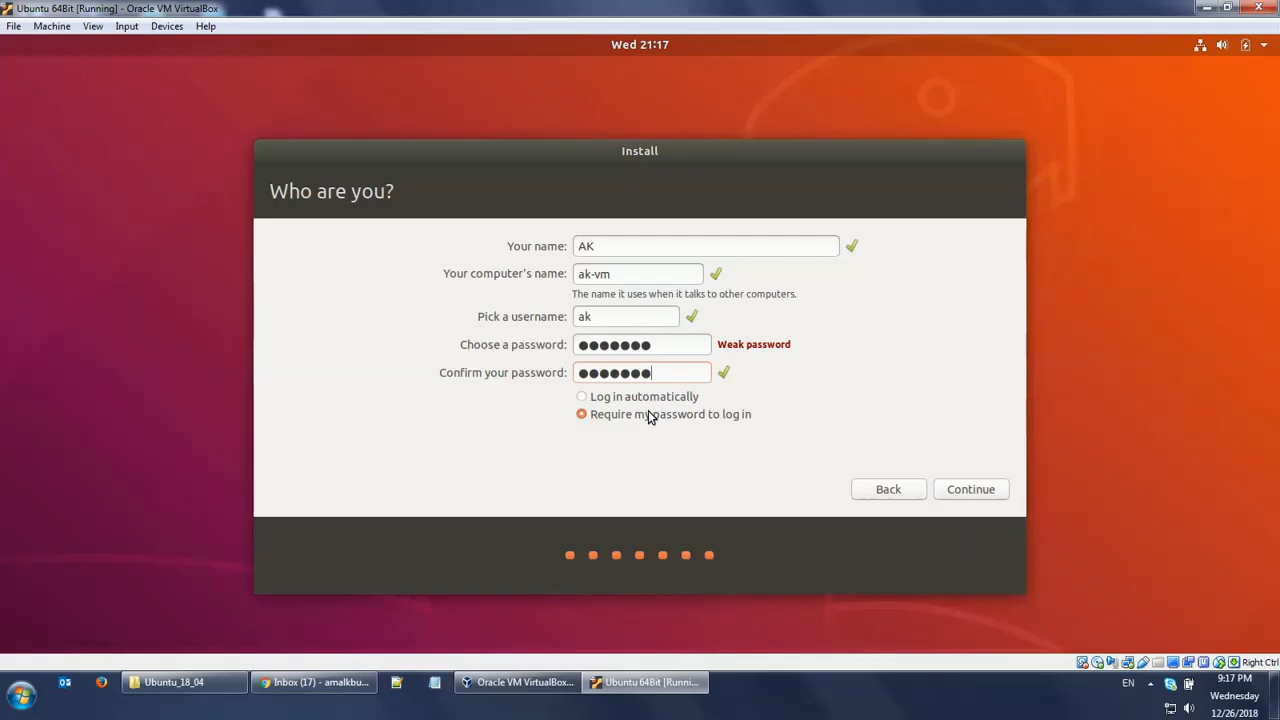 Ubuntu 64Bit [Running] - Oracle VM VirtualBox
File Machine View Input Devices Help
Wed 21:17
Install
Who are you?
Your name: AK
Your computer's name: ak-vm
The name it uses when it talks to other computers.
Pick a username: ak
Choose a password: ●●●●●●● Weak password
Confirm your password: ●●●●●●●
Log in automatically
Require my password to log in
Back Continue
Right Ctrl
Ubuntu_18_04 Inbox (17) - amalkbu... Oracle VM VirtualBox... Ubuntu 64Bit [Runni... EN 9:17 PM
Wednesday
12/26/2018